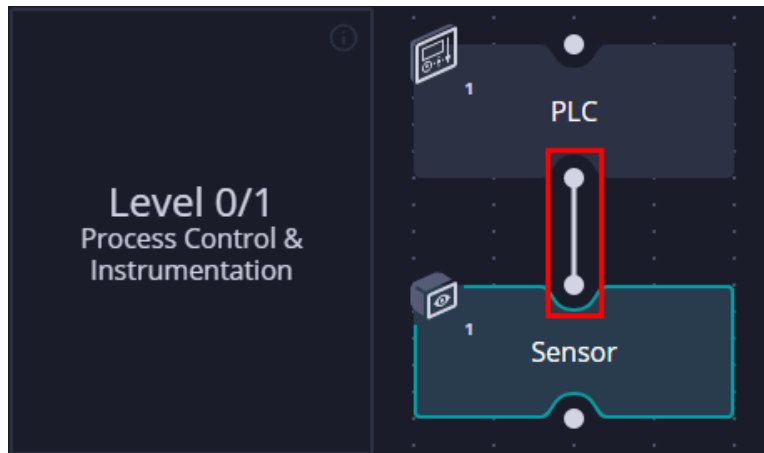 Level 0/1
Process Control &
Instrumentation
1
PLC
1
Sensor